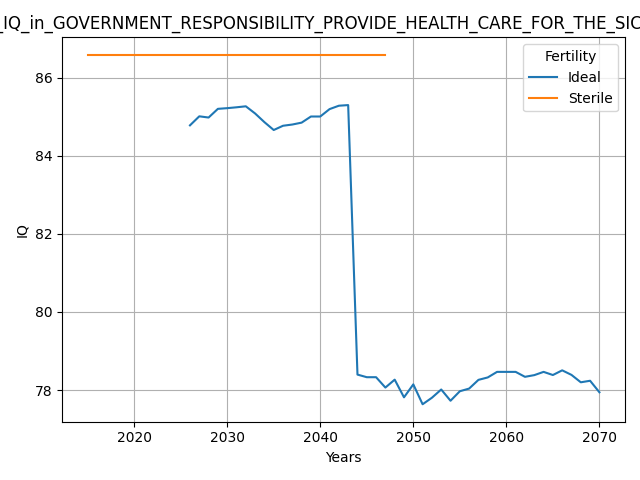 _IQ_in_GOVERNMENT_RESPONSIBILITY_PROVIDE_HEALTH_CARE_FOR_THE_SIC
Fertility
Ideal
Sterile
86
84
82
80
78
IQ
2020 2030 2040 2050 2060 2070
Years